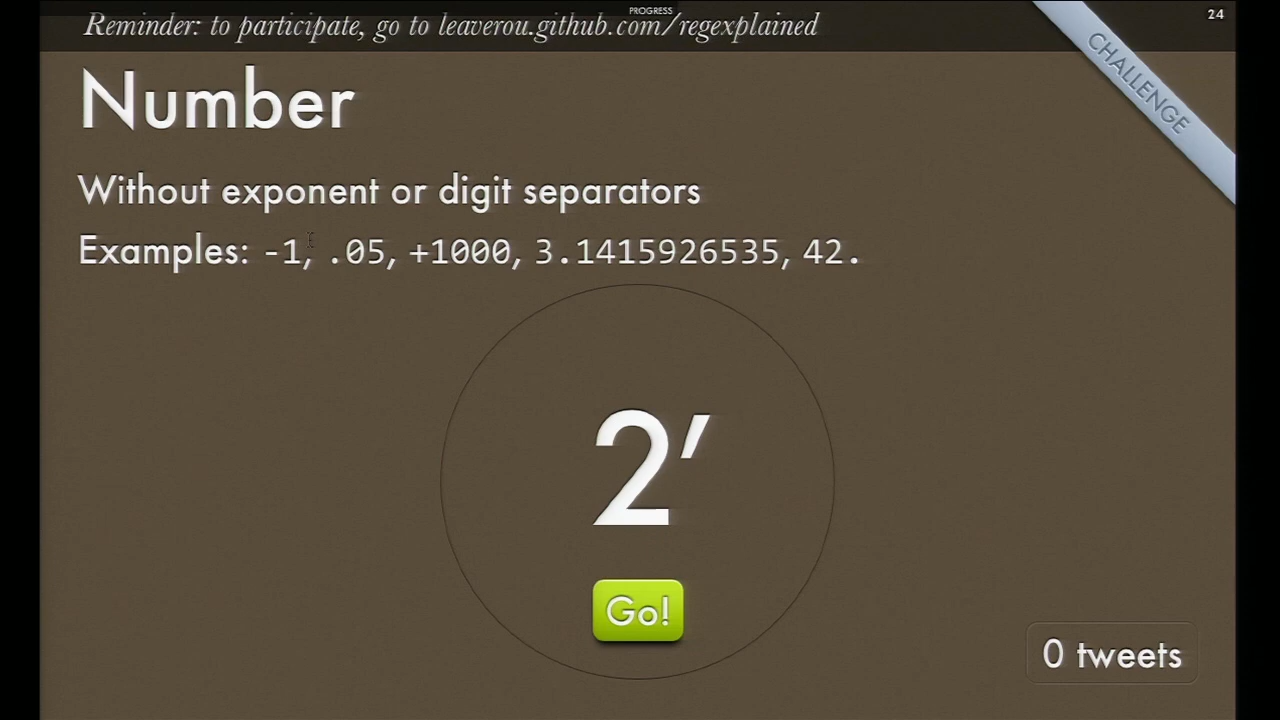 PROGRESS
24
Reminder: to participate, go to leaverou.github.com/regexplained
CHALLENGE
Number
Without exponent or digit separators
Examples: -1, .05, +1000, 3.1415926535, 42.
2′
Go!
0 tweets